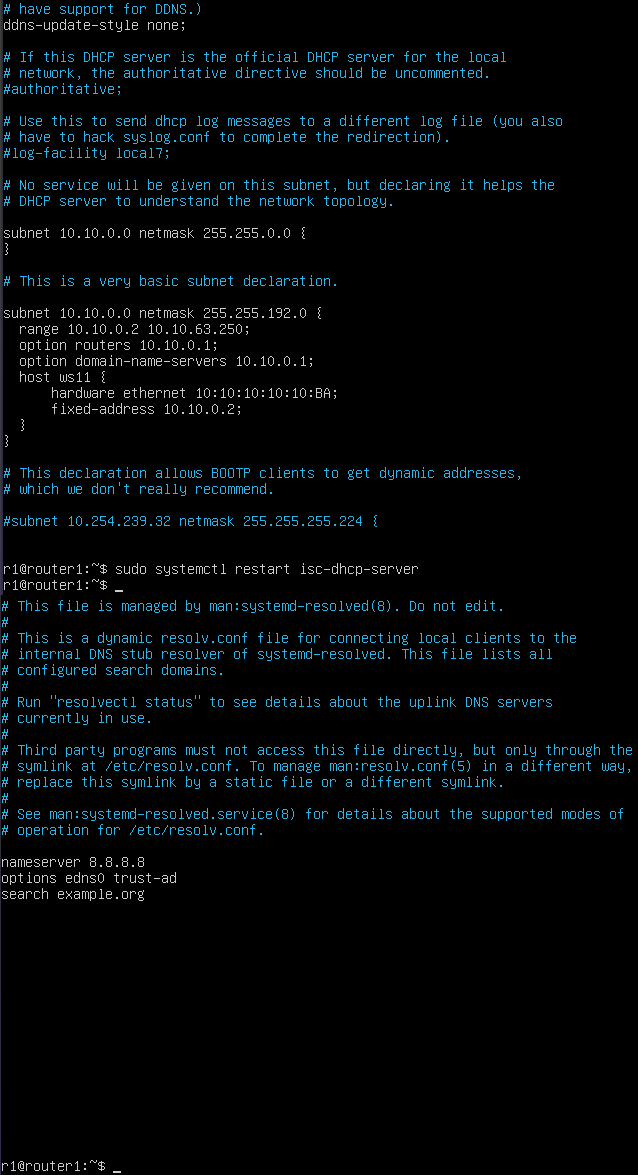 # have support for DDNS.)
ddns-update-style none;
# If this DHCP server is the official DHCP server for the local
# network, the authoritative directive should be uncommented.
#authoritative;
# Use this to send dhcp log messages to a different log file (you also
# have to hack syslog.conf to complete the redirection).
#log-facility local7;
# No service will be given on this subnet, but declaring it helps the
# DHCP server to understand the network topology.
subnet 10.10.0.0 netmask 255.255.0.0 {
}
# This is a very basic subnet declaration.
subnet 10.10.0.0 netmask 255.255.192.0 {
  range 10.10.0.2 10.10.63.250;
  option routers 10.10.0.1;
  option domain-name-servers 10.10.0.1;
  host ws11 {
      hardware ethernet 10:10:10:10:10:BA;
      fixed-address 10.10.0.2;
  }
}
# This declaration allows BOOTP clients to get dynamic addresses,
# which we don't really recommend.
#subnet 10.254.239.32 netmask 255.255.255.224 {
r1@router1:~$ sudo systemctl restart isc-dhcp-server
r1@router1:~$ _
# This file is managed by man:systemd-resolved(8). Do not edit.
#
# This is a dynamic resolv.conf file for connecting local clients to the
# internal DNS stub resolver of systemd-resolved. This file lists all
# configured search domains.
#
# Run "resolvectl status" to see details about the uplink DNS servers
# currently in use.
#
# Third party programs must not access this file directly, but only through the
# symlink at /etc/resolv.conf. To manage man:resolv.conf(5) in a different way,
# replace this symlink by a static file or a different symlink.
#
# See man:systemd-resolved.service(8) for details about the supported modes of
# operation for /etc/resolv.conf.
nameserver 8.8.8.8
options edns0 trust-ad
search example.org
r1@router1:~$ _